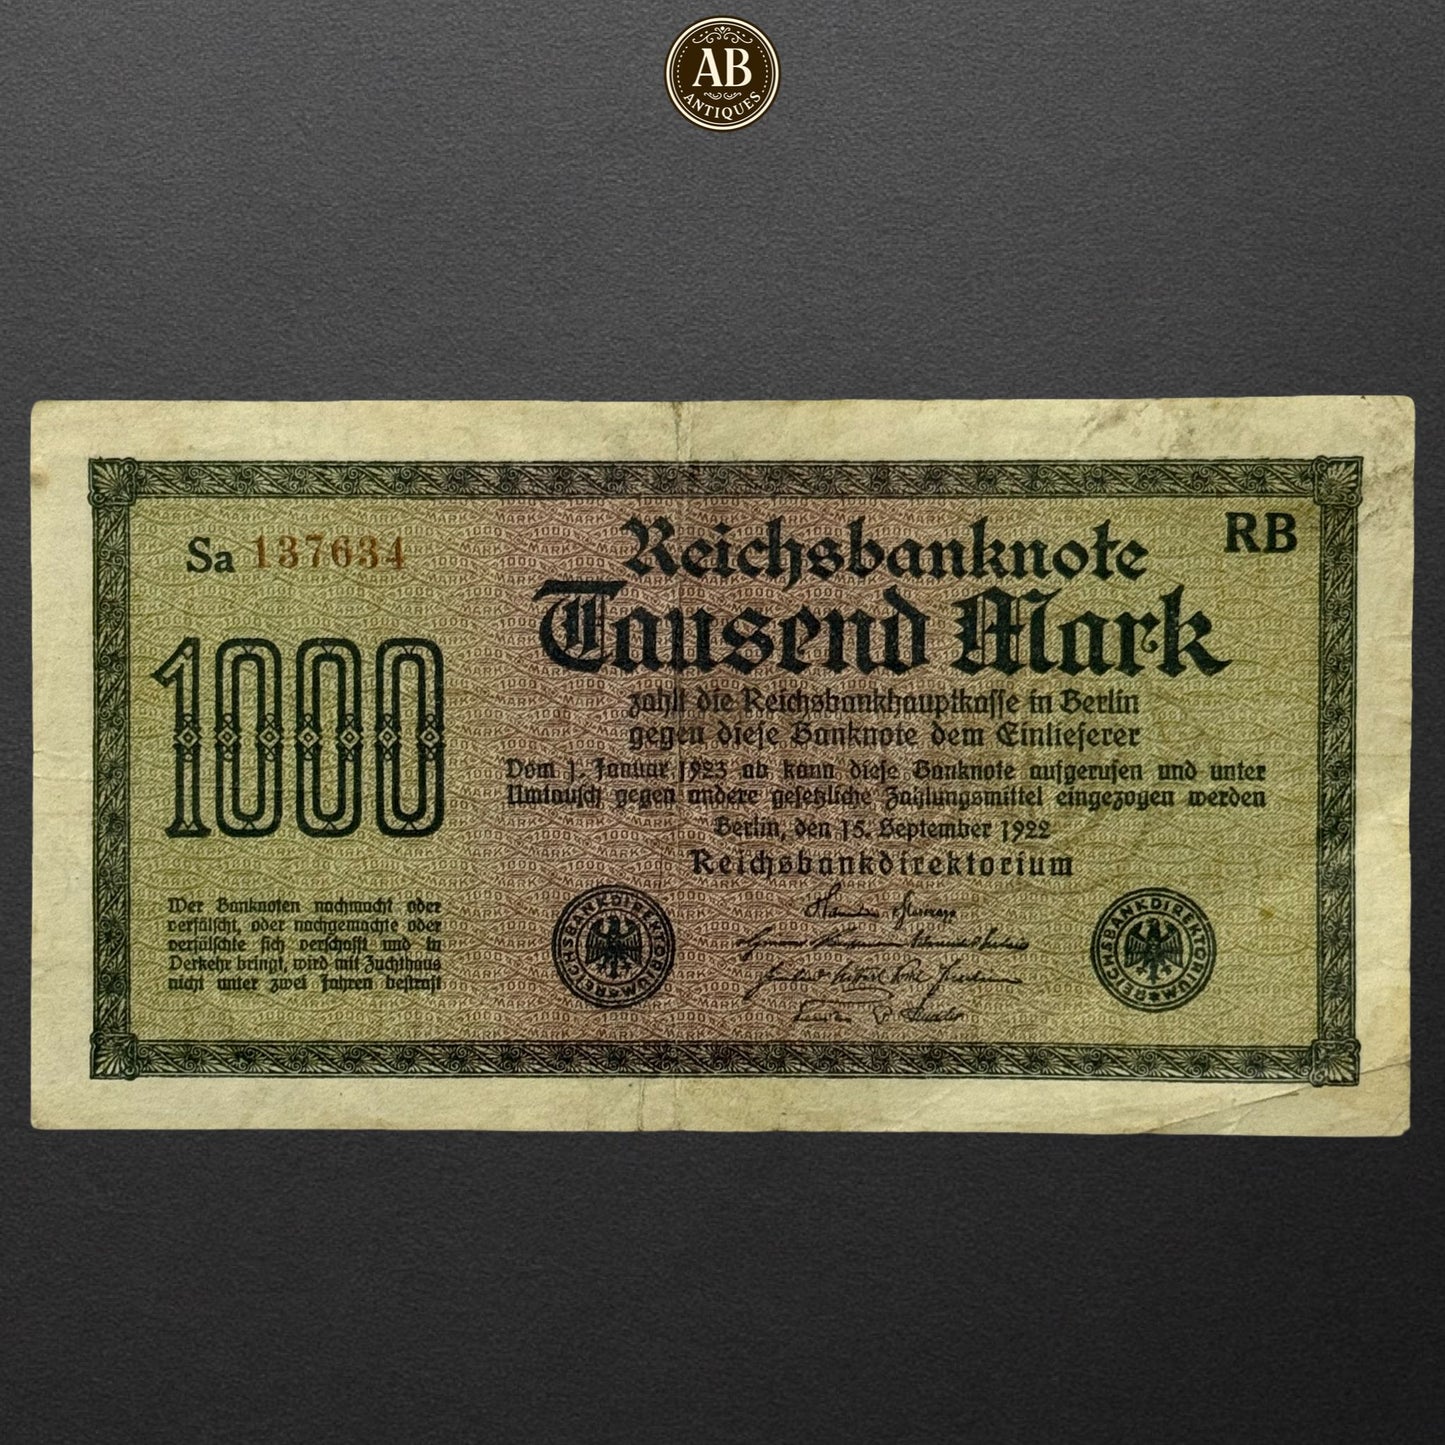 AB
ANTIQUES
Sa 137634
Reichsbanknote
RB
Tausend Mark
1000
zahlt die Reichsbankhauptkasse in Berlin
gegen diese Banknote dem Einlieferer
Vom 1. Januar 1923 ab kann diese Banknote aufgerufen und unter
Umtausch gegen andere gesetzliche Zahlungsmittel eingezogen werden
Berlin, den 15. September 1922
Reichsbankdirektorium
Wer Banknoten nachmacht oder
verfälscht, oder nachgemachte oder
verfälschte sich verschafft und in
Verkehr bringt, wird mit Zuchthaus
nicht unter zwei Jahren bestraft
REICHSBANKDIREKTORIUM
REICHSBANKDIREKTORIUM